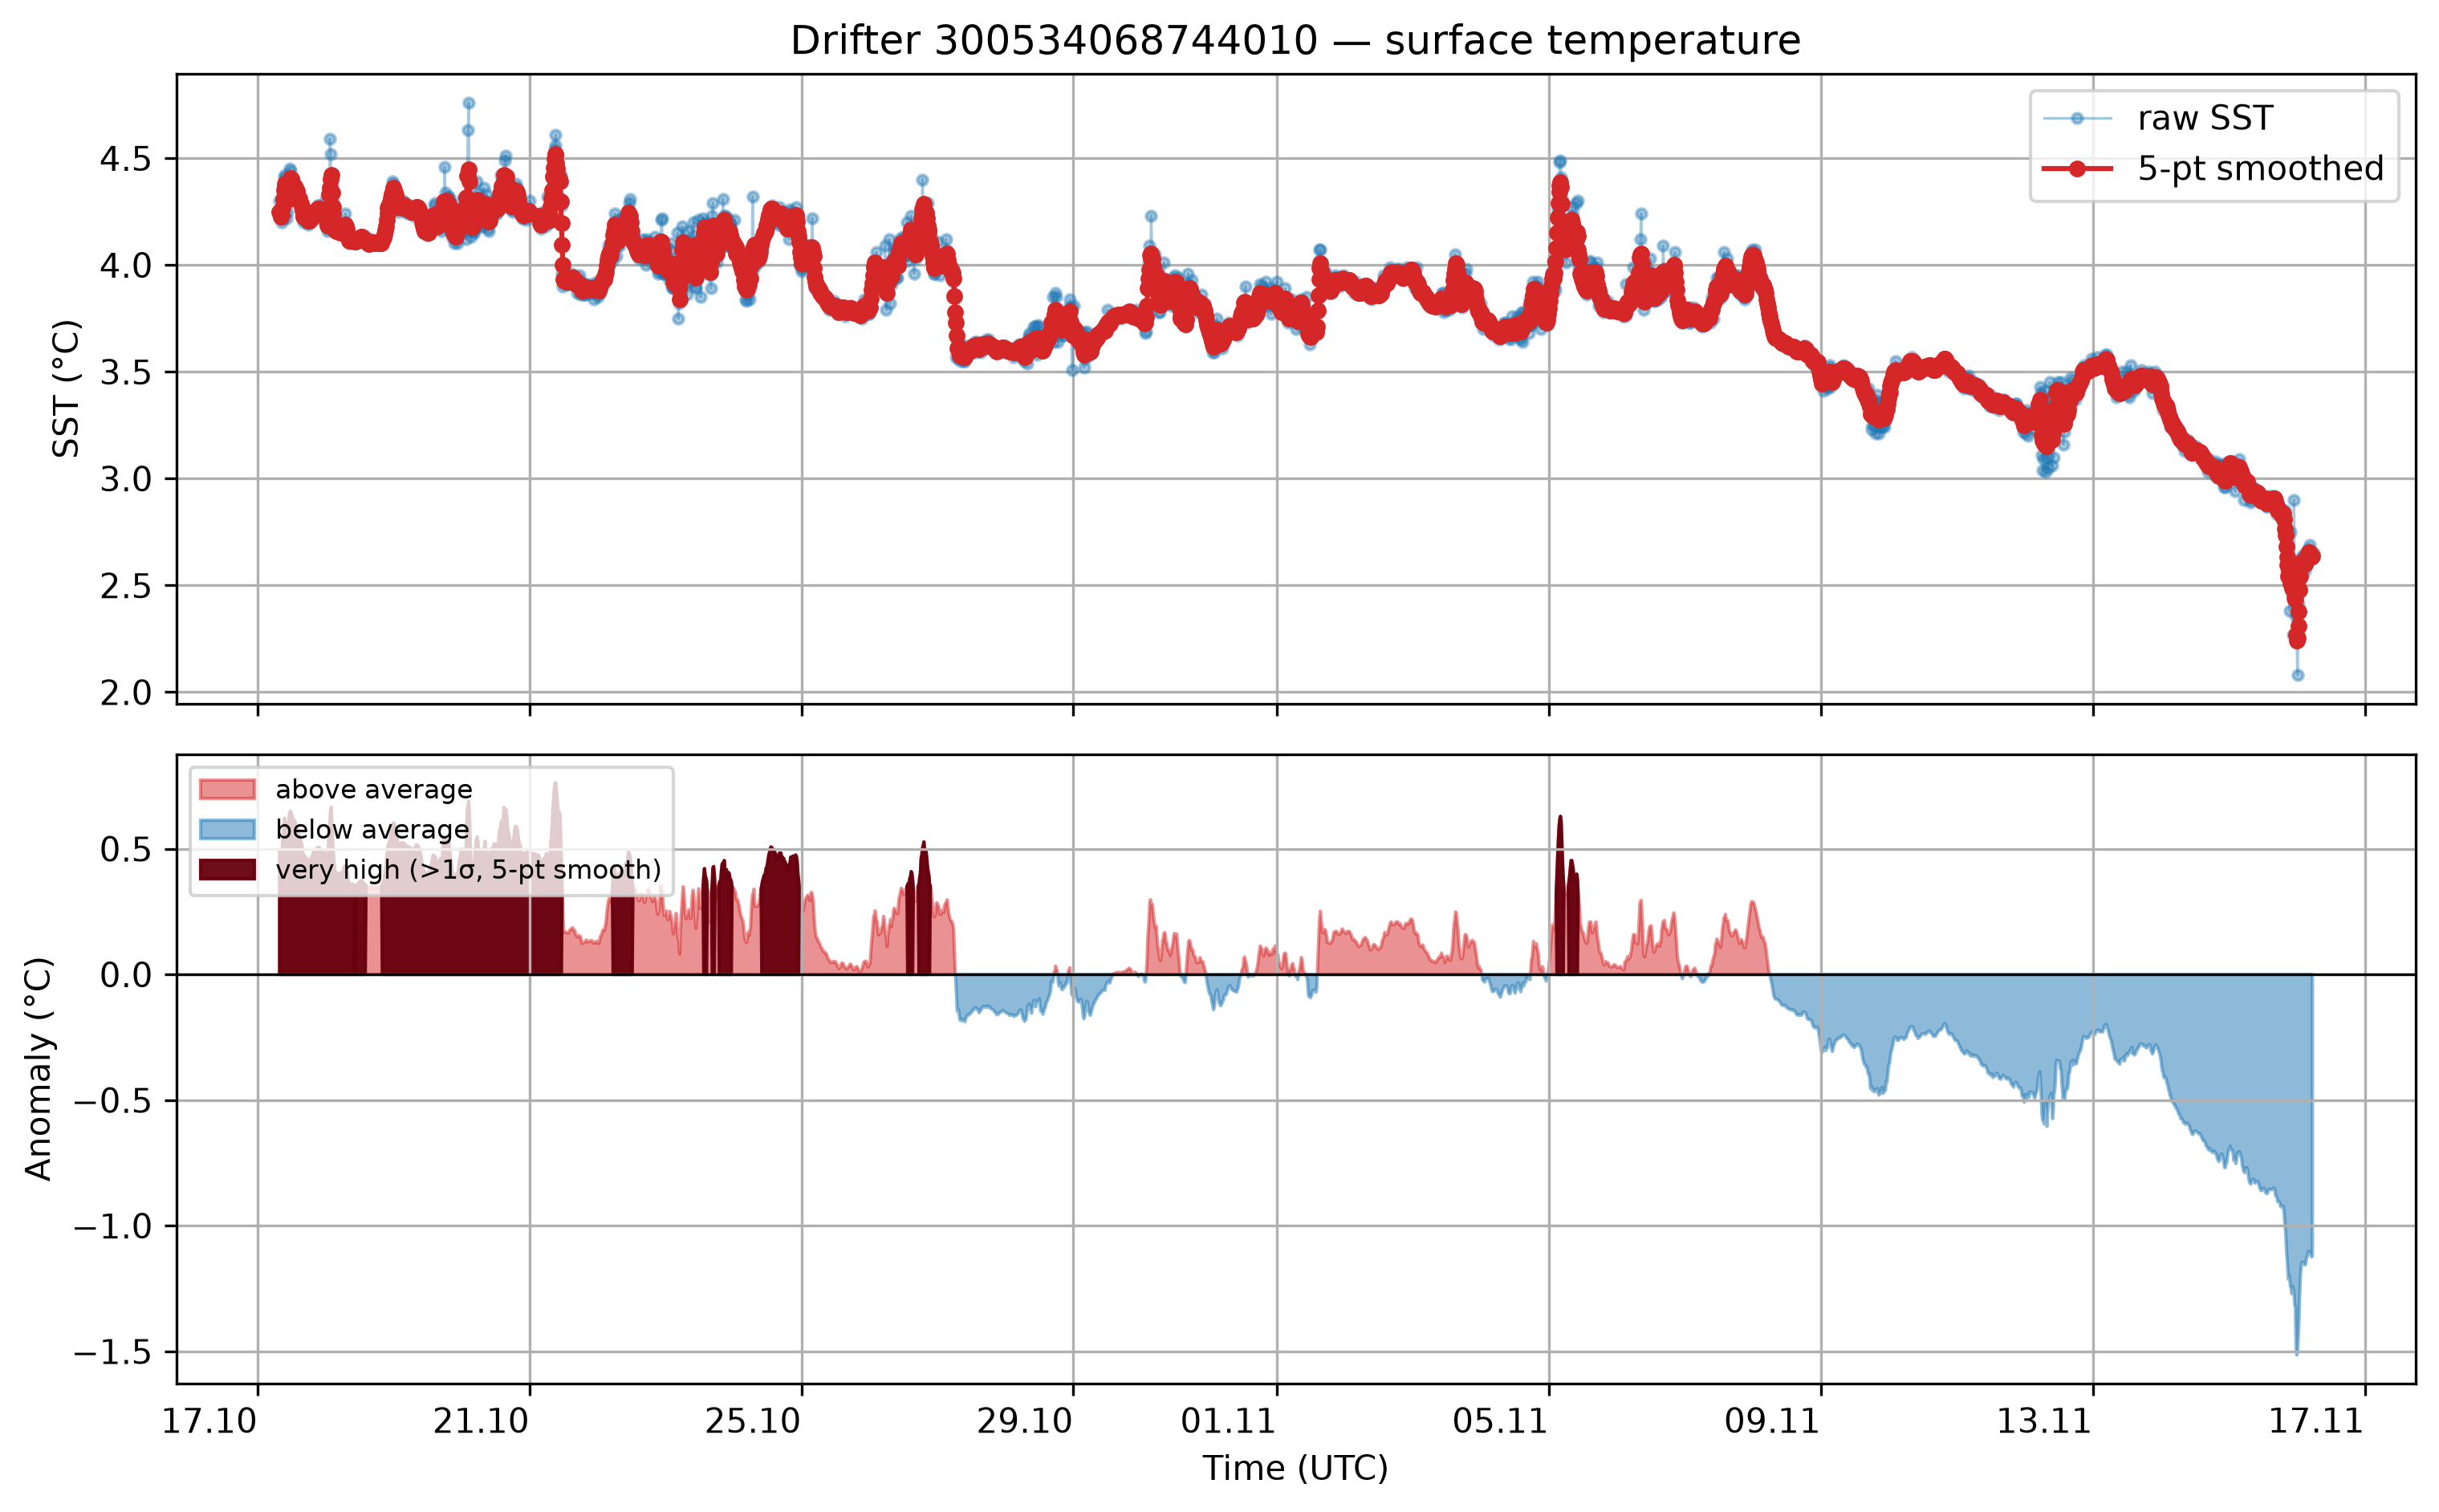 Drifter 300534068744010 — surface temperature
SST (°C)
4.5
4.0
3.5
3.0
2.5
2.0
raw SST
5-pt smoothed
Anomaly (°C)
0.5
0.0
−0.5
−1.0
−1.5
above average
below average
very high (>1σ, 5-pt smooth)
17.10
21.10
25.10
29.10
01.11
05.11
09.11
13.11
17.11
Time (UTC)